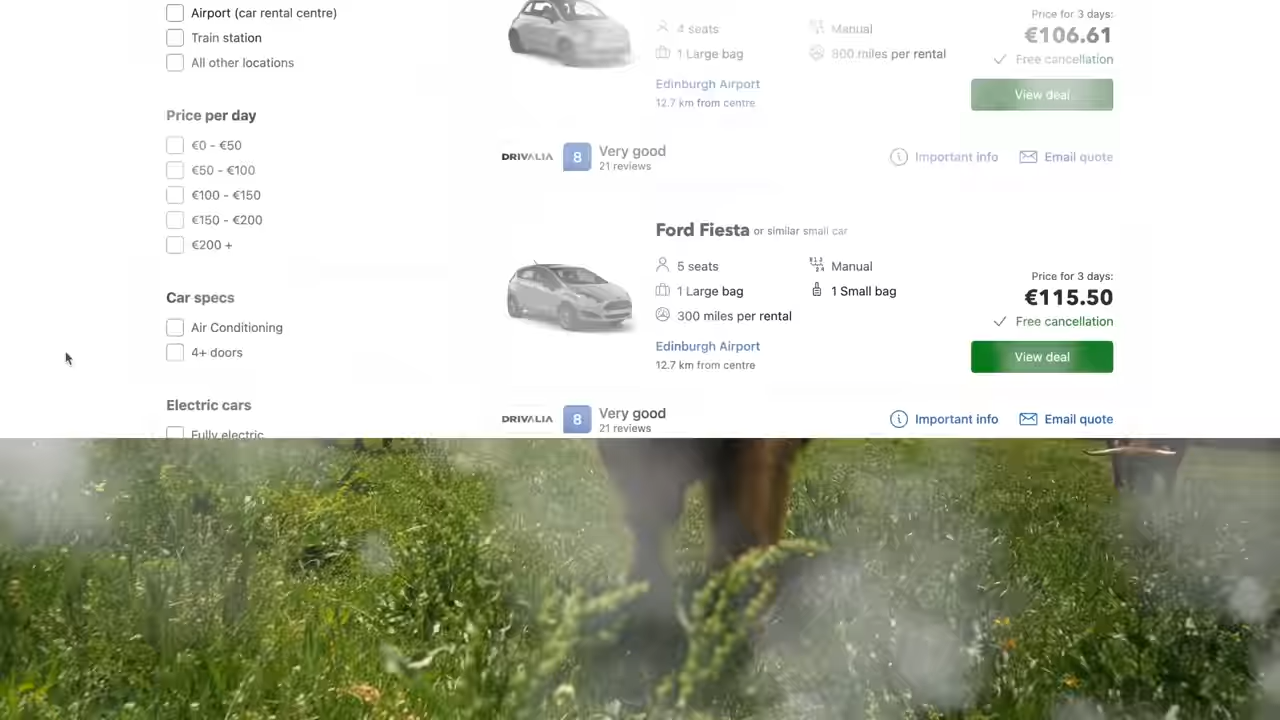 Airport (car rental centre)
Train station
All other locations
Price per day
€0 - €50
€50 - €100
€100 - €150
€150 - €200
€200 +
Car specs
Air Conditioning
4+ doors
Electric cars
Fully electric
4 seats
Manual
1 Large bag
300 miles per rental
Edinburgh Airport
12.7 km from centre
Price for 3 days:
€106.61
Free cancellation
View deal
DRIVALIA
8
Very good
21 reviews
Important info
Email quote
Ford Fiesta or similar small car
5 seats
Manual
1 Large bag
1 Small bag
300 miles per rental
Edinburgh Airport
12.7 km from centre
Price for 3 days:
€115.50
Free cancellation
View deal
DRIVALIA
8
Very good
21 reviews
Important info
Email quote